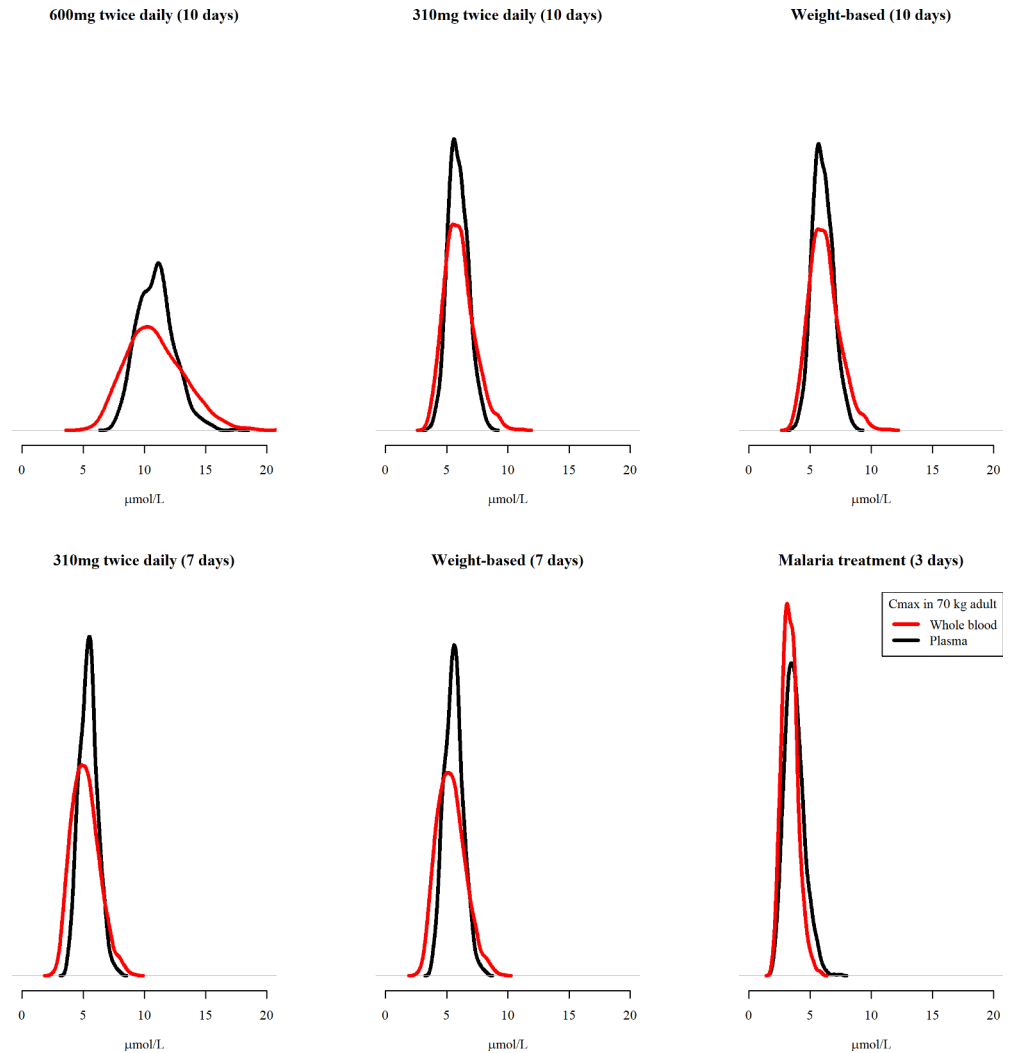 600mg twice daily (10 days)
310mg twice daily (10 days)
Weight-based (10 days)
0 5 10 15 20
μmol/L
0 5 10 15 20
μmol/L
0 5 10 15 20
μmol/L
310mg twice daily (7 days)
Weight-based (7 days)
Malaria treatment (3 days)
Cmax in 70 kg adult
Whole blood
Plasma
0 5 10 15 20
μmol/L
0 5 10 15 20
μmol/L
0 5 10 15 20
μmol/L